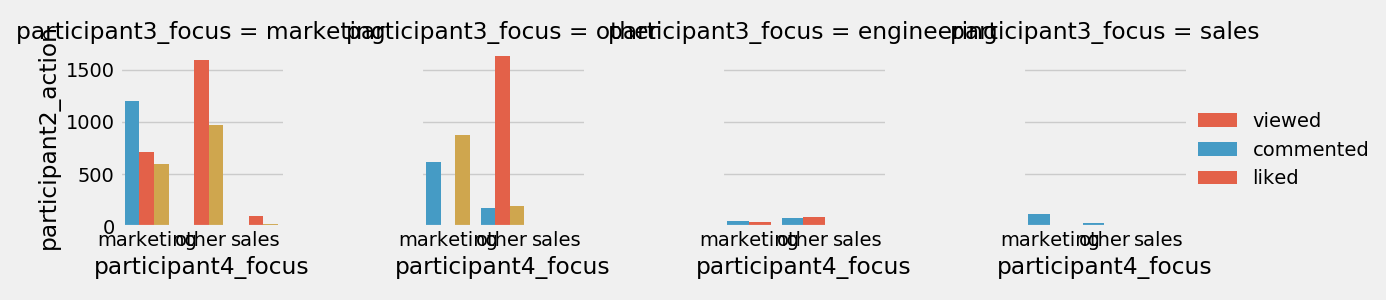 participant3_focus = marketing
participant3_focus = other
participant3_focus = engineering
participant3_focus = sales
participant2_action
1500
1000
500
0
marketing other sales
marketing other sales
marketing other sales
marketing other sales
participant4_focus
participant4_focus
participant4_focus
participant4_focus
viewed
commented
liked